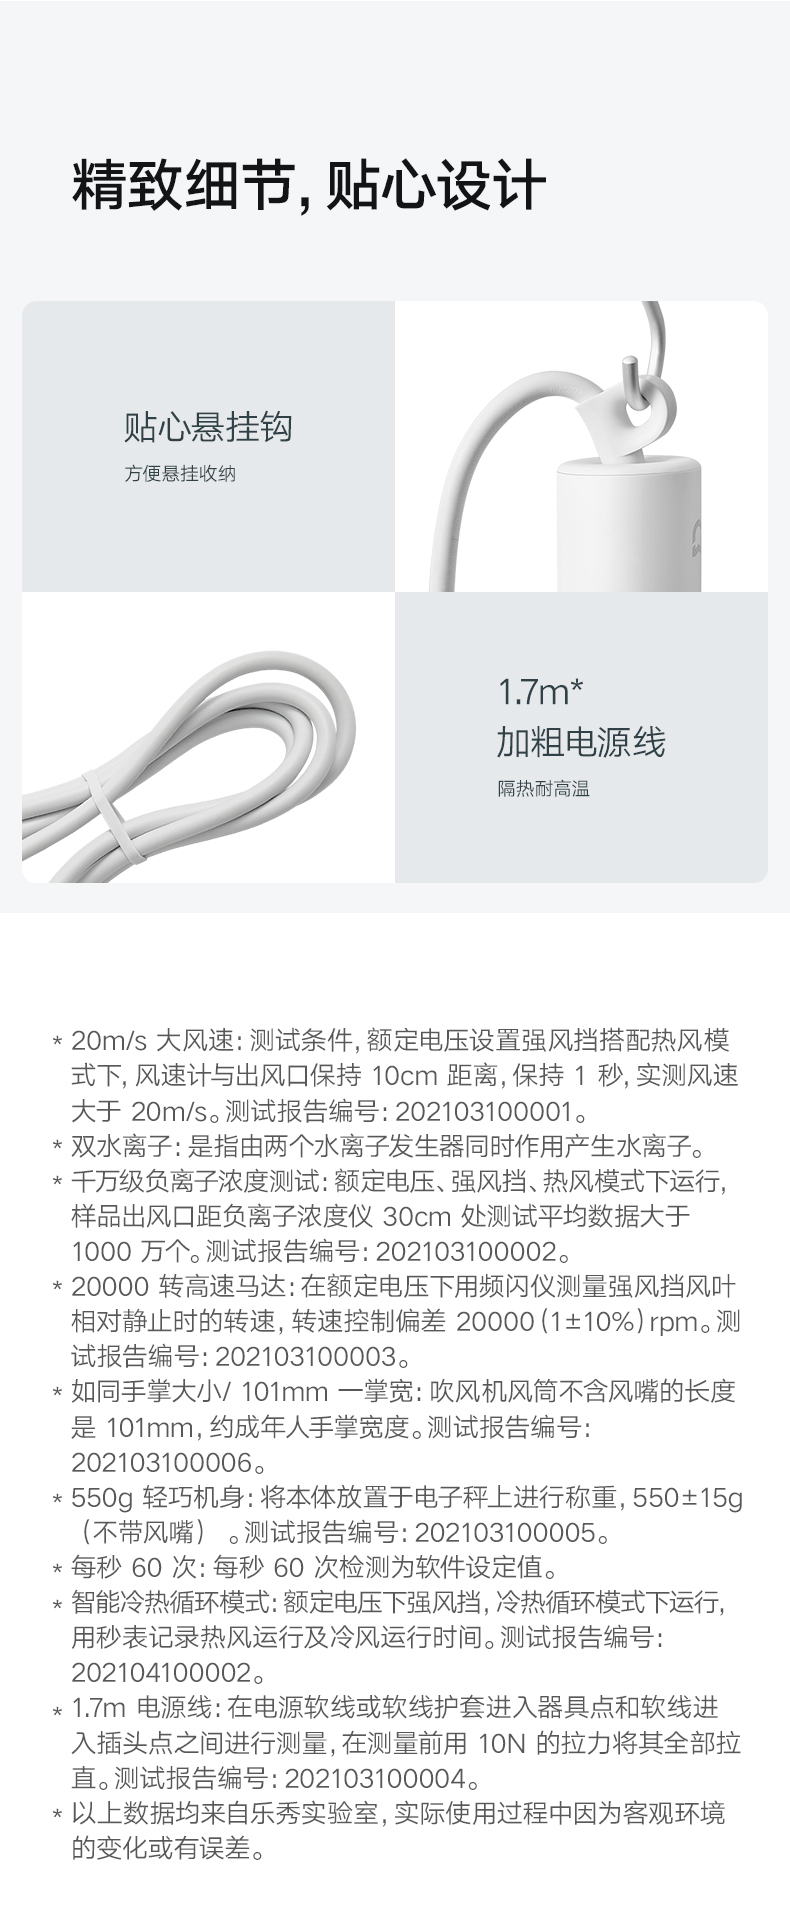 精致细节, 贴心设计
贴心悬挂钩
方便悬挂收纳
1.7m*
加粗电源线
隔热耐高温
* 20m/s 大风速: 测试条件, 额定电压设置强风挡搭配热风模
式下, 风速计与出风口保持 10cm 距离, 保持 1 秒, 实测风速
大于 20m/s。测试报告编号: 202103100001。
* 双水离子: 是指由两个水离子发生器同时作用产生水离子。
* 千万级负离子浓度测试: 额定电压、强风挡、热风模式下运行,
样品出风口距负离子浓度仪 30cm 处测试平均数据大于
1000 万个。测试报告编号: 202103100002。
* 20000 转高速马达: 在额定电压下用频闪仪测量强风挡风叶
相对静止时的转速, 转速控制偏差 20000 (1±10%) rpm。测
试报告编号: 202103100003。
* 如同手掌大小/ 101mm 一掌宽: 吹风机风筒不含风嘴的长度
是 101mm, 约成年人手掌宽度。测试报告编号:
202103100006。
* 550g 轻巧机身: 将本体放置于电子秤上进行称重, 550±15g
（不带风嘴） 。测试报告编号: 202103100005。
* 每秒 60 次: 每秒 60 次检测为软件设定值。
* 智能冷热循环模式: 额定电压下强风挡, 冷热循环模式下运行,
用秒表记录热风运行及冷风运行时间。测试报告编号:
202104100002。
* 1.7m 电源线: 在电源软线或软线护套进入器具点和软线进
入插头点之间进行测量, 在测量前用 10N 的拉力将其全部拉
直。测试报告编号: 202103100004。
* 以上数据均来自乐秀实验室, 实际使用过程中因为客观环境
的变化或有误差。